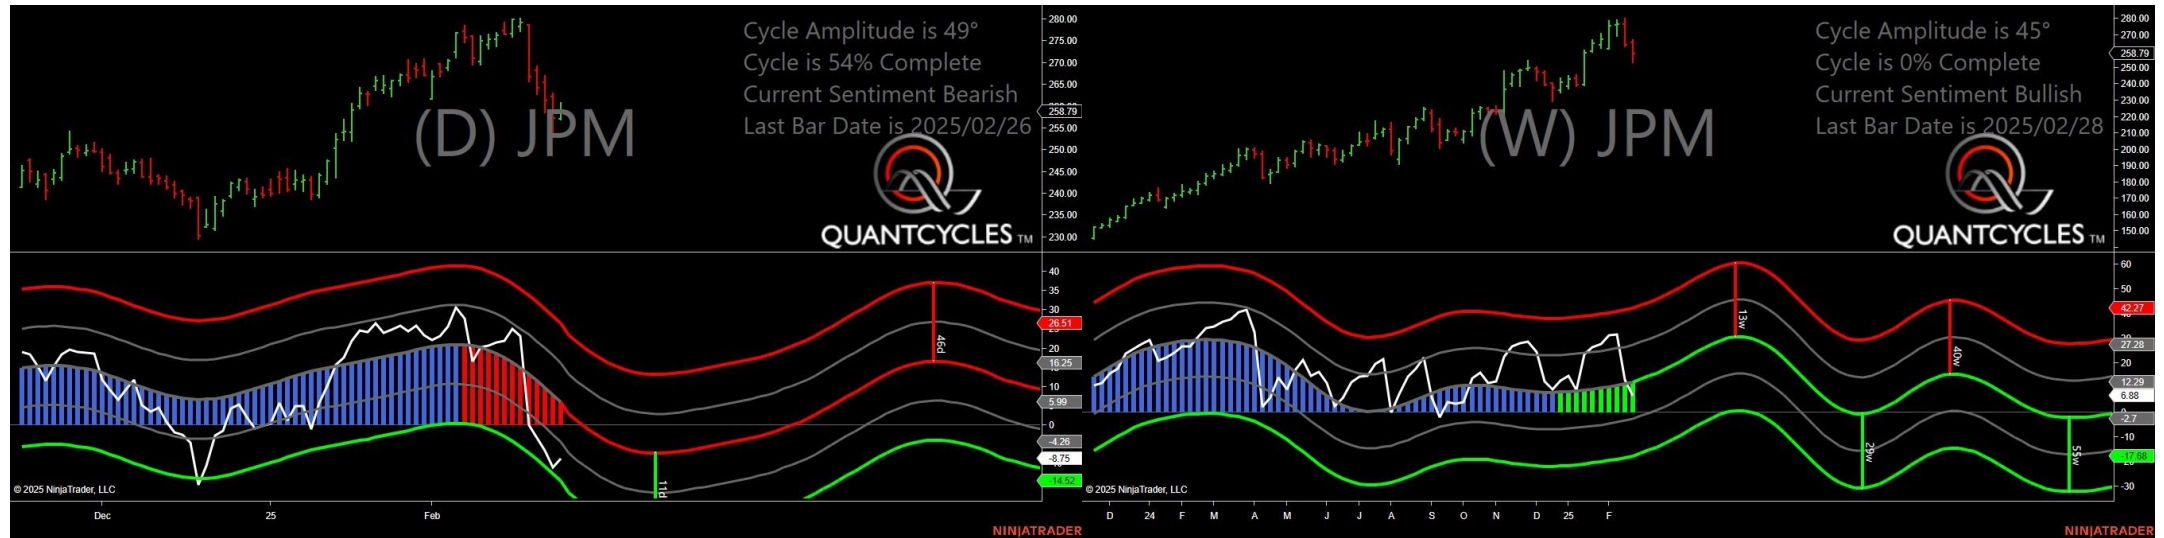 Cycle Amplitude is 49°
Cycle is 54% Complete
Current Sentiment Bearish
Last Bar Date is 2025/02/26
(D) JPM
QUANTCYCLES TM
280.00
275.00
270.00
265.00
258.79
255.00
250.00
245.00
240.00
235.00
230.00
40
35
30
26.51
20
16.25
10
5.99
0
-4.26
-8.75
-14.52
46d
11d
© 2025 NinjaTrader, LLC
Dec
25
Feb
NINJATRADER
Cycle Amplitude is 45°
Cycle is 0% Complete
Current Sentiment Bullish
Last Bar Date is 2025/02/28
(W) JPM
QUANTCYCLES TM
280.00
270.00
258.79
250.00
240.00
230.00
220.00
210.00
200.00
190.00
180.00
170.00
160.00
150.00
60
50
42.27
27.28
20
12.29
6.88
-2.7
-10
-17.68
-30
13w
40w
29w
55w
© 2025 NinjaTrader, LLC
D 24 F M A M J J A S O N D 25 F
NINJATRADER